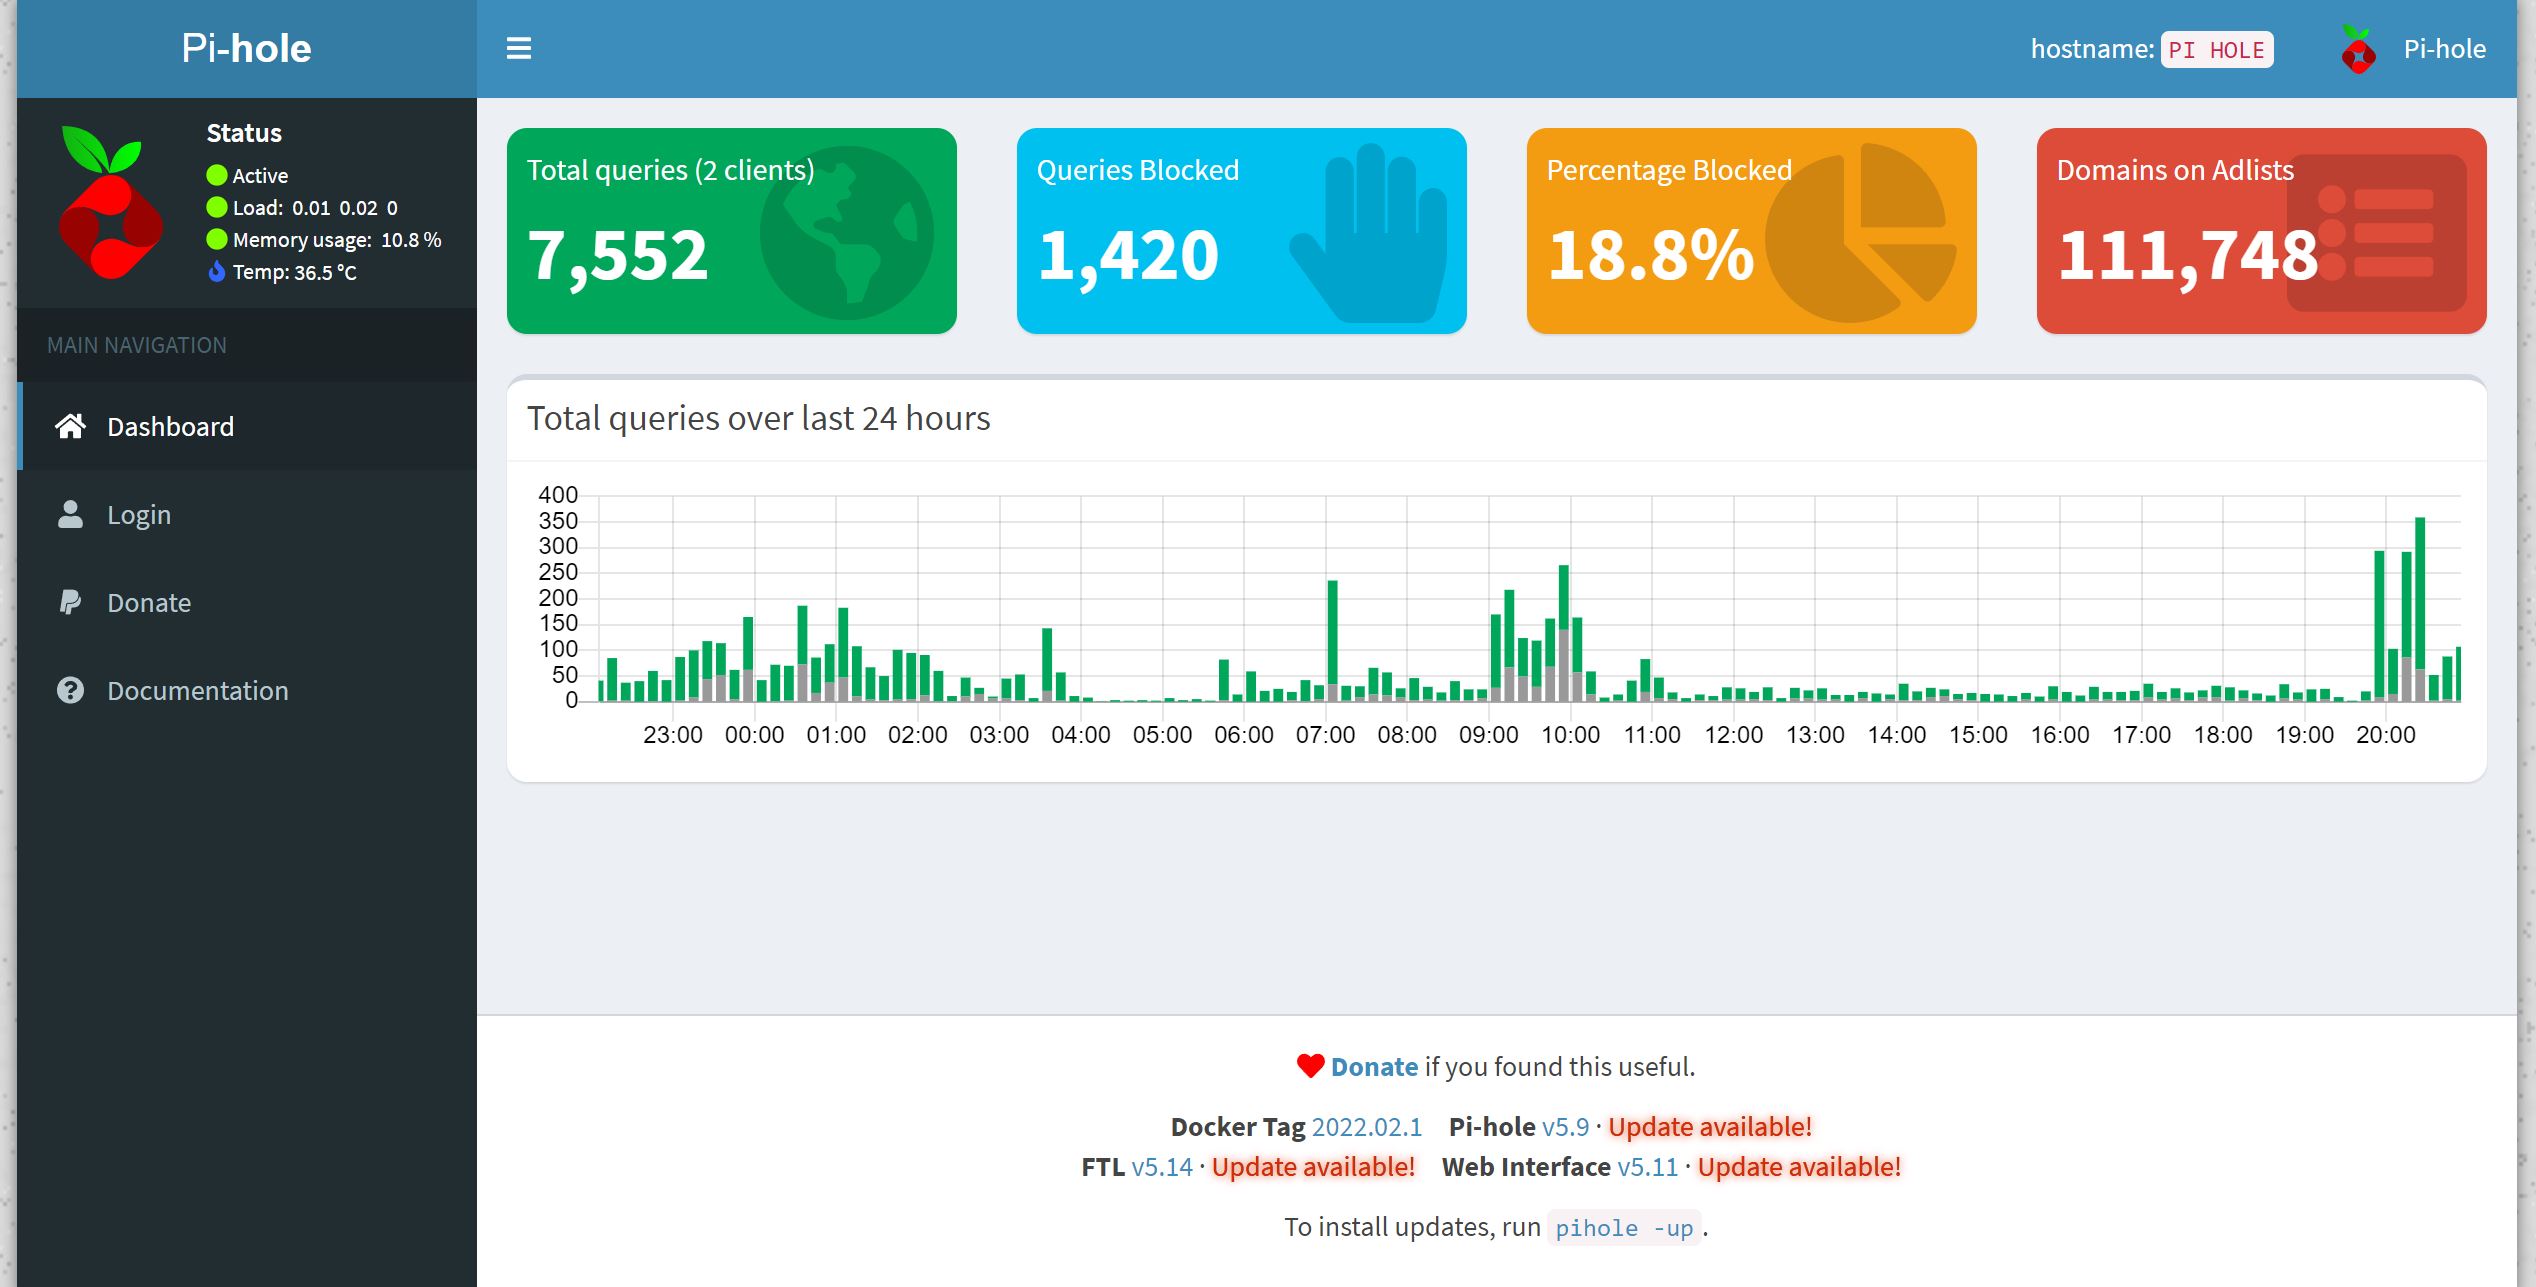 Pi-hole
hostname: PI HOLE
Pi-hole
Status
Active
Load: 0.01 0.02 0
Memory usage: 10.8 %
Temp: 36.5 °C
MAIN NAVIGATION
Dashboard
Login
Donate
Documentation
Total queries (2 clients)
7,552
Queries Blocked
1,420
Percentage Blocked
18.8%
Domains on Adlists
111,748
Total queries over last 24 hours
400
350
300
250
200
150
100
50
0
23:00 00:00 01:00 02:00 03:00 04:00 05:00 06:00 07:00 08:00 09:00 10:00 11:00 12:00 13:00 14:00 15:00 16:00 17:00 18:00 19:00 20:00
Donate if you found this useful.
Docker Tag 2022.02.1 Pi-hole v5.9 · Update available!
FTL v5.14 · Update available! Web Interface v5.11 · Update available!
To install updates, run pihole -up.